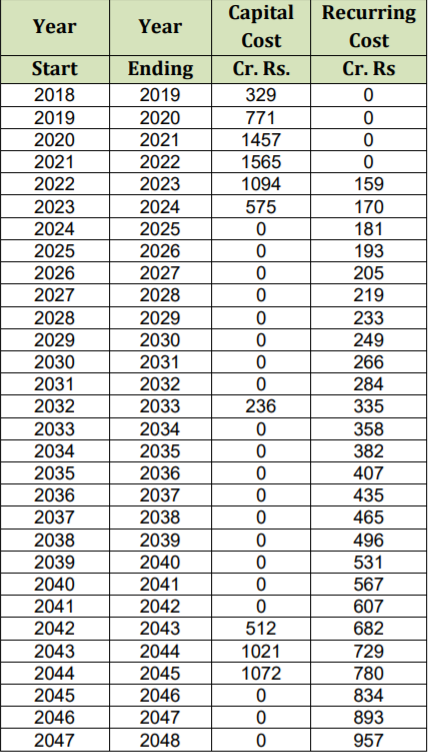 Year Year Capital Cost Recurring Cost
Start Ending Cr. Rs. Cr. Rs
2018 2019 329 0
2019 2020 771 0
2020 2021 1457 0
2021 2022 1565 0
2022 2023 1094 159
2023 2024 575 170
2024 2025 0 181
2025 2026 0 193
2026 2027 0 205
2027 2028 0 219
2028 2029 0 233
2029 2030 0 249
2030 2031 0 266
2031 2032 0 284
2032 2033 236 335
2033 2034 0 358
2034 2035 0 382
2035 2036 0 407
2036 2037 0 435
2037 2038 0 465
2038 2039 0 496
2039 2040 0 531
2040 2041 0 567
2041 2042 0 607
2042 2043 512 682
2043 2044 1021 729
2044 2045 1072 780
2045 2046 0 834
2046 2047 0 893
2047 2048 0 957